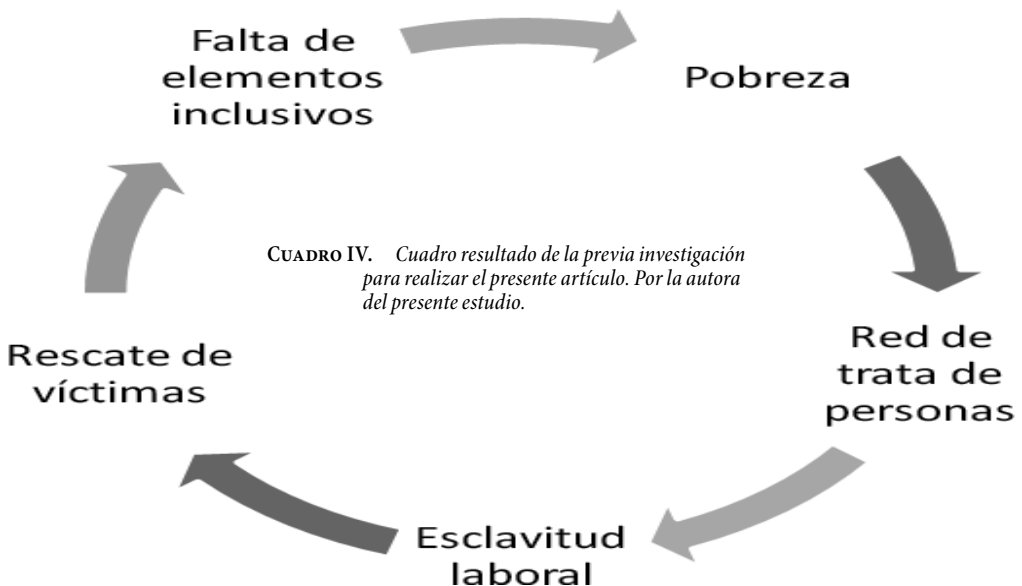 Falta de
elementos
inclusivos
Pobreza
CUADRO IV. Cuadro resultado de la previa investigación
para realizar el presente artículo. Por la autora
del presente estudio.
Red de
trata de
personas
Rescate de
víctimas
Esclavitud
laboral